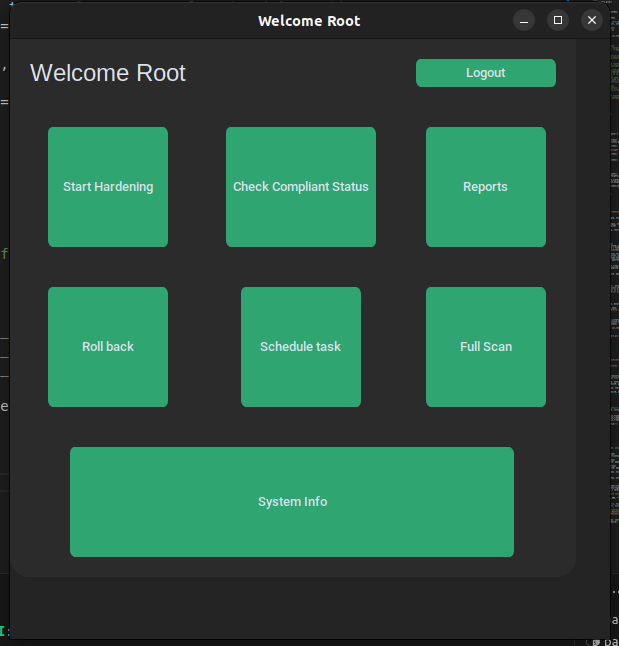 Welcome Root
Welcome Root
Logout
Start Hardening
Check Compliant Status
Reports
Roll back
Schedule task
Full Scan
System Info